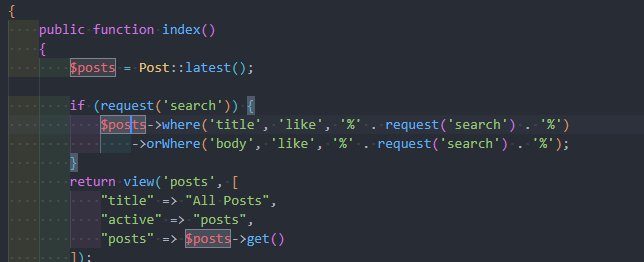 {
public function index()
{
$posts = Post::latest();
if (request('search')) {
$posts->where('title', 'like', '%' . request('search') . '%')
->orWhere('body', 'like', '%' . request('search') . '%');
}
return view('posts', [
"title" => "All Posts",
"active" => "posts",
"posts" => $posts->get()
]);